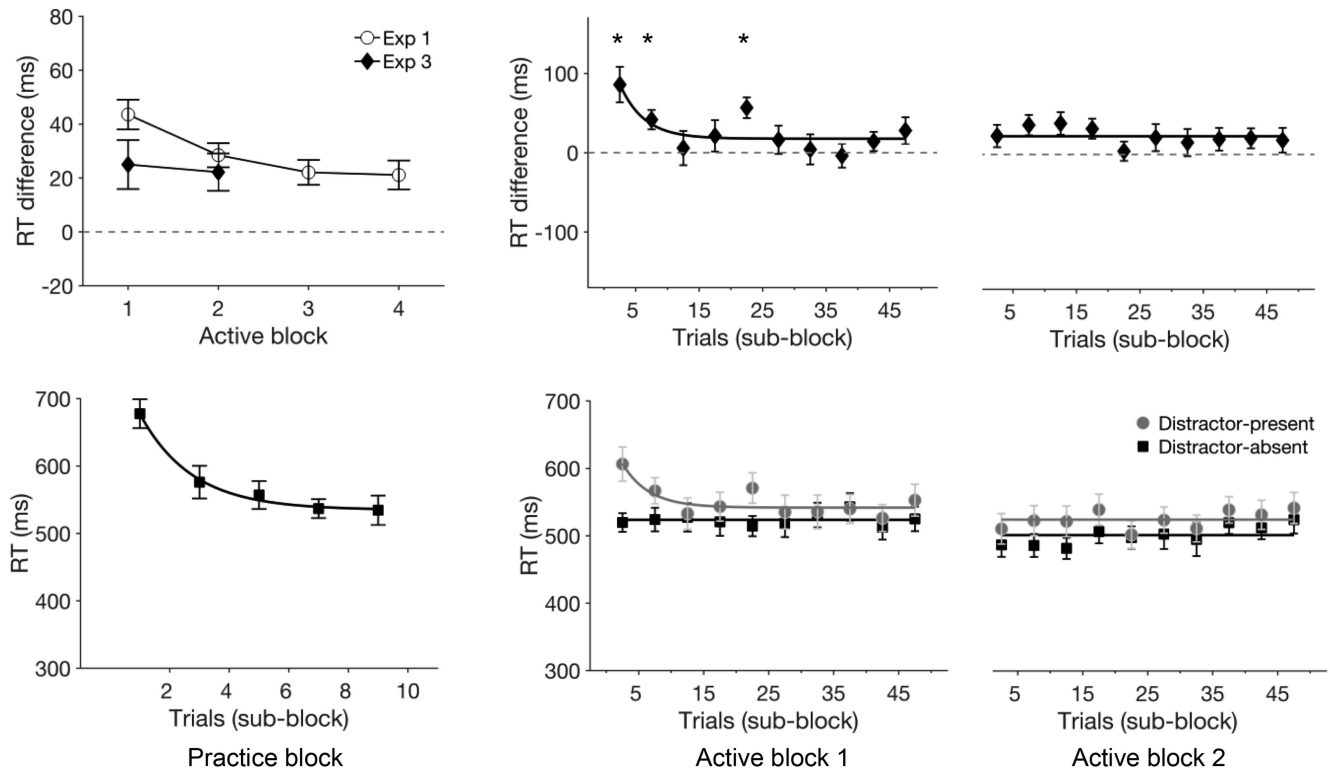 80
60
40
20
0
-20
RT difference (ms)
Exp 1
Exp 3
1 2 3 4
Active block
100
0
-100
RT difference (ms)
* * *
5 15 25 35 45
Trials (sub-block)
5 15 25 35 45
Trials (sub-block)
700
600
500
400
300
RT (ms)
2 4 6 8 10
Trials (sub-block)
Practice block
700
600
500
400
300
RT (ms)
5 15 25 35 45
Trials (sub-block)
Active block 1
Distractor-present
Distractor-absent
5 15 25 35 45
Trials (sub-block)
Active block 2